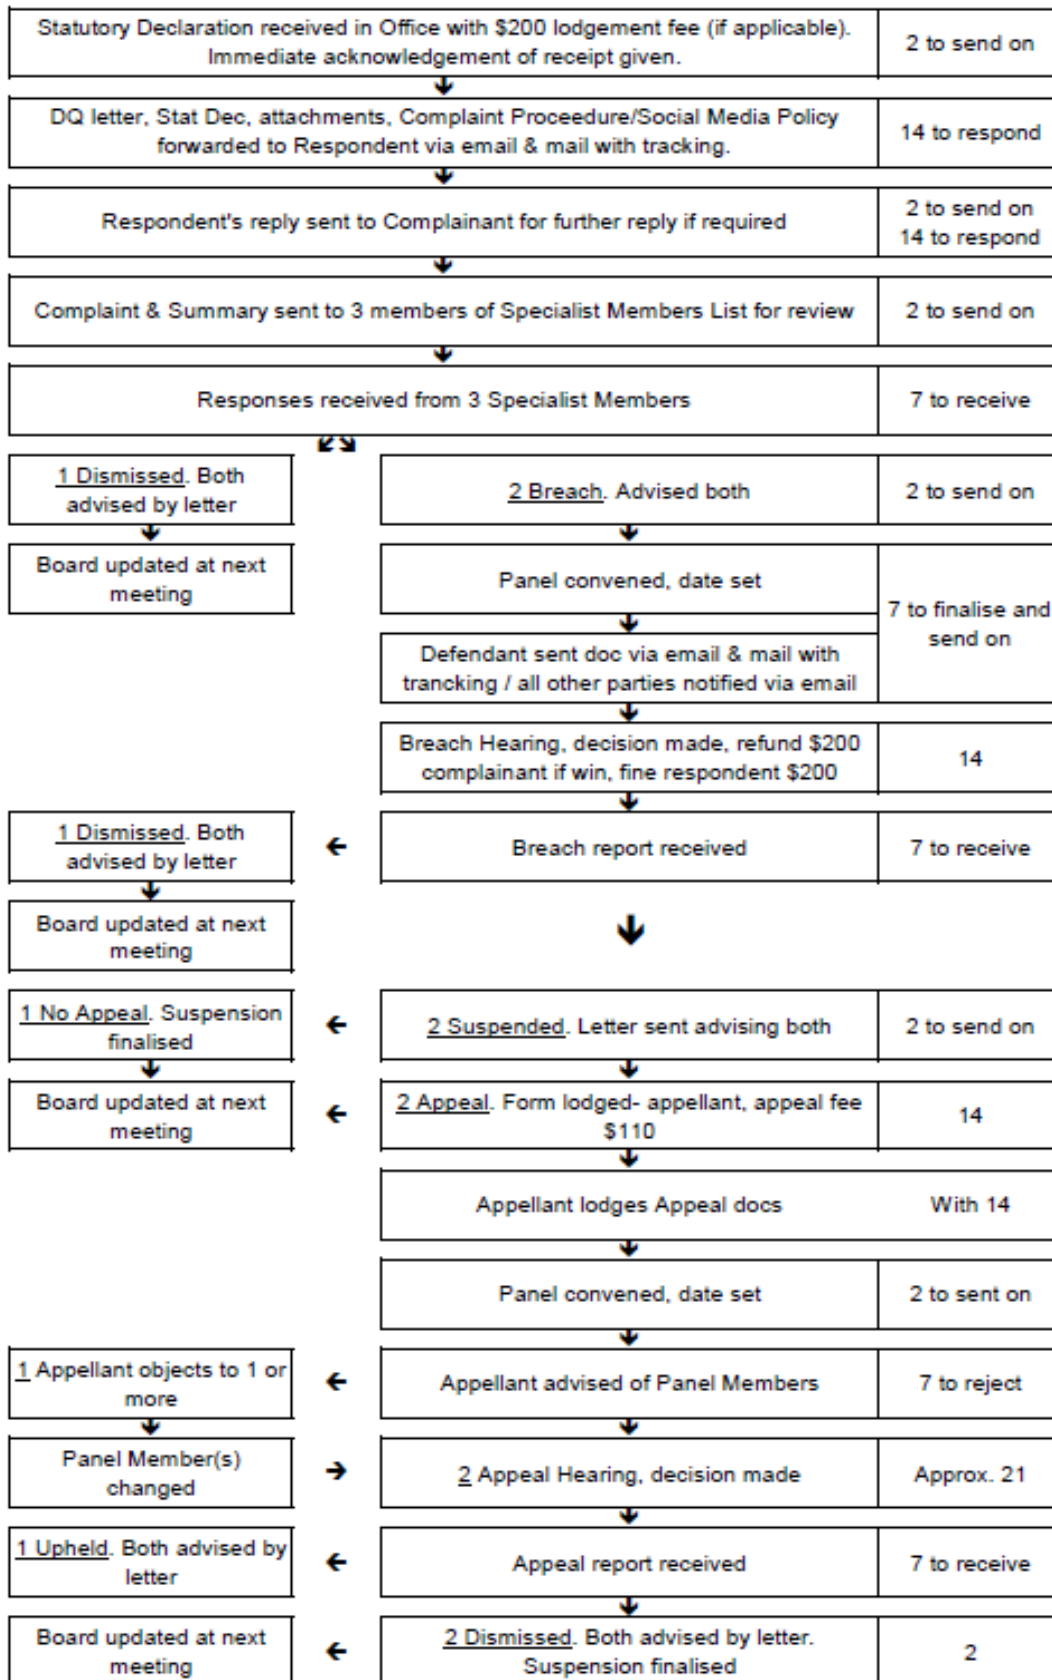 Statutory Declaration received in Office with $200 lodgement fee (if applicable).
Immediate acknowledgement of receipt given.
2 to send on
DQ letter, Stat Dec, attachments, Complaint Proceedure/Social Media Policy
forwarded to Respondent via email & mail with tracking.
14 to respond
Respondent's reply sent to Complainant for further reply if required
2 to send on
14 to respond
Complaint & Summary sent to 3 members of Specialist Members List for review
2 to send on
Responses received from 3 Specialist Members
7 to receive
1 Dismissed. Both
advised by letter
2 Breach. Advised both
2 to send on
Board updated at next
meeting
Panel convened, date set
7 to finalise and
send on
Defendant sent doc via email & mail with
trancking / all other parties notified via email
Breach Hearing, decision made, refund $200
complainant if win, fine respondent $200
14
1 Dismissed. Both
advised by letter
Breach report received
7 to receive
Board updated at next
meeting
1 No Appeal. Suspension
finalised
2 Suspended. Letter sent advising both
2 to send on
Board updated at next
meeting
2 Appeal. Form lodged- appellant, appeal fee
$110
14
Appellant lodges Appeal docs
With 14
Panel convened, date set
2 to sent on
1 Appellant objects to 1 or
more
Appellant advised of Panel Members
7 to reject
Panel Member(s)
changed
2 Appeal Hearing, decision made
Approx. 21
1 Upheld. Both advised by
letter
Appeal report received
7 to receive
Board updated at next
meeting
2 Dismissed. Both advised by letter.
Suspension finalised
2